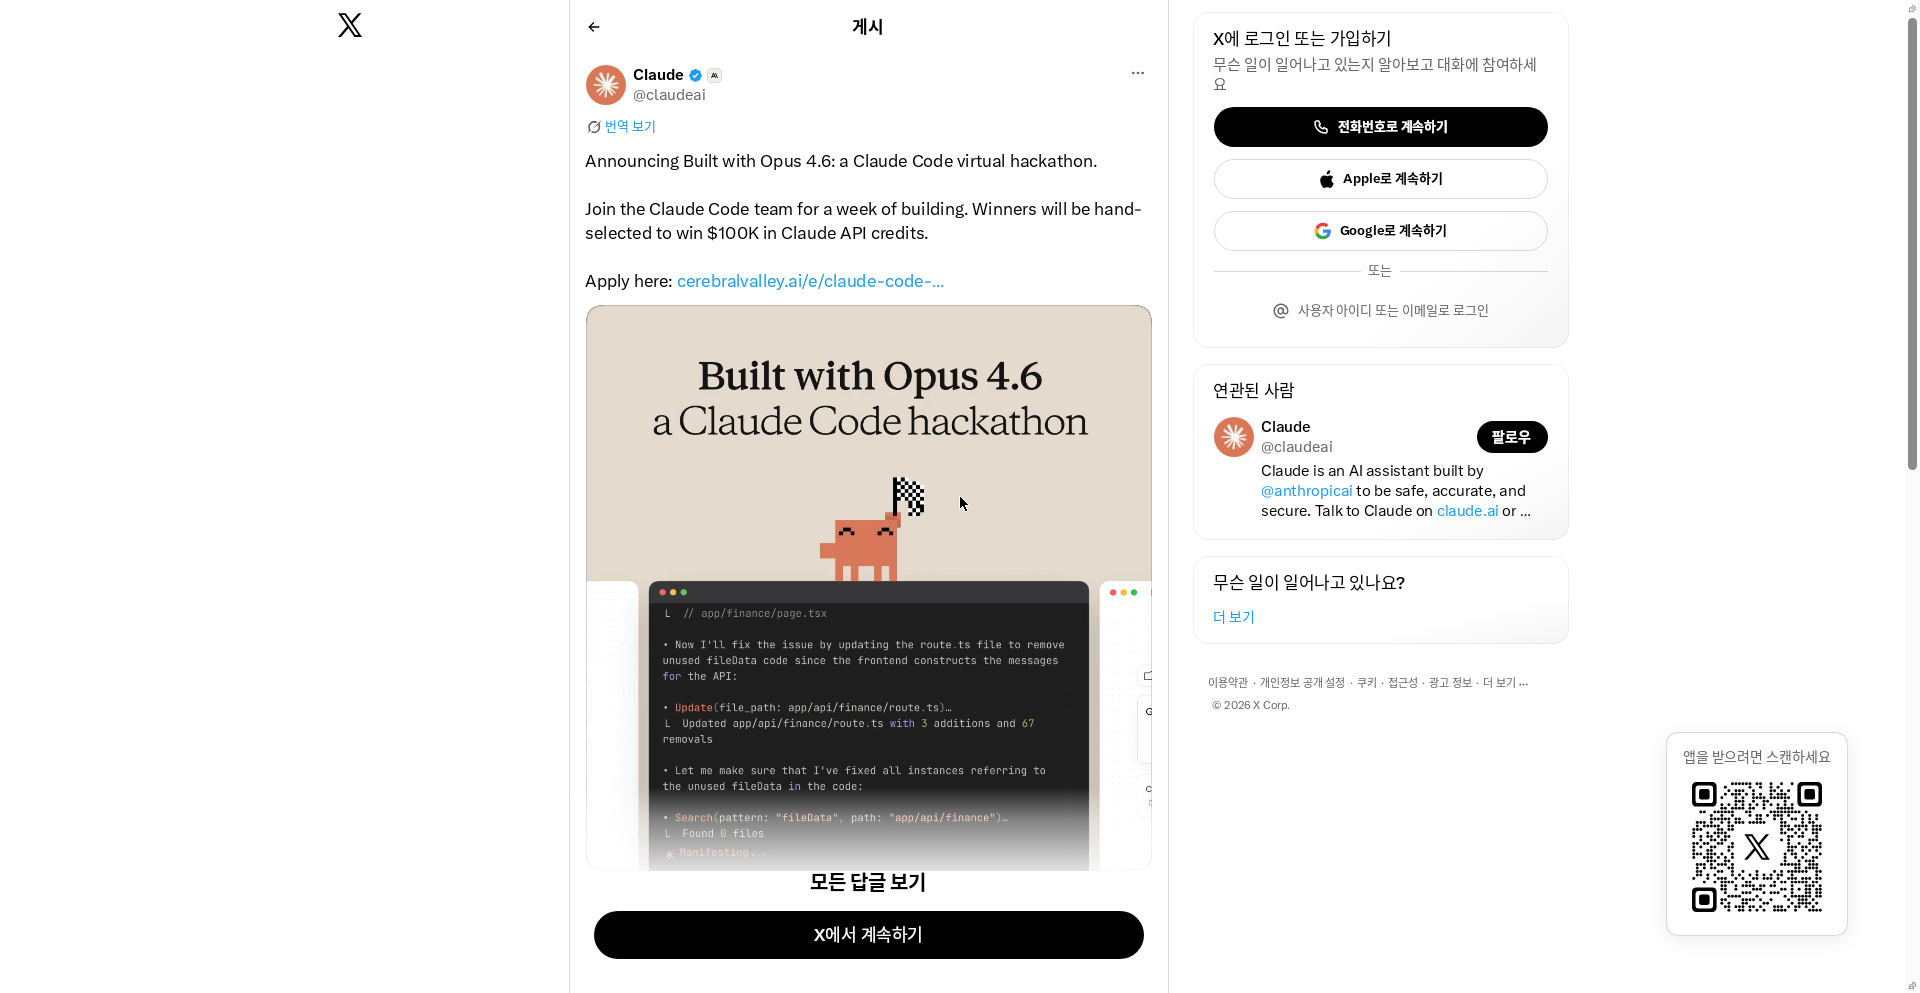 게시
Claude
@claudeai
번역 보기
Announcing Built with Opus 4.6: a Claude Code virtual hackathon.
Join the Claude Code team for a week of building. Winners will be hand-
selected to win $100K in Claude API credits.
Apply here: cerebralvalley.ai/e/claude-code-...
Built with Opus 4.6
a Claude Code hackathon
L // app/finance/page.tsx
• Now I'll fix the issue by updating the route.ts file to remove
unused fileData code since the frontend constructs the messages
for the API:
• Update(file_path: app/api/finance/route.ts)…
L Updated app/api/finance/route.ts with 3 additions and 67
removals
• Let me make sure that I've fixed all instances referring to
the unused fileData in the code:
• Search(pattern: "fileData", path: "app/api/finance")…
L Found 0 files
* Manifesting...
모든 답글 보기
X에서 계속하기
X에 로그인 또는 가입하기
무슨 일이 일어나고 있는지 알아보고 대화에 참여하세
요
전화번호로 계속하기
Apple로 계속하기
Google로 계속하기
또는
사용자 아이디 또는 이메일로 로그인
연관된 사람
Claude
@claudeai
팔로우
Claude is an AI assistant built by
@anthropicai to be safe, accurate, and
secure. Talk to Claude on claude.ai or ...
무슨 일이 일어나고 있나요?
더 보기
이용약관 · 개인정보 공개 설정 · 쿠키 · 접근성 · 광고 정보 · 더 보기 ...
© 2026 X Corp.
앱을 받으려면 스캔하세요